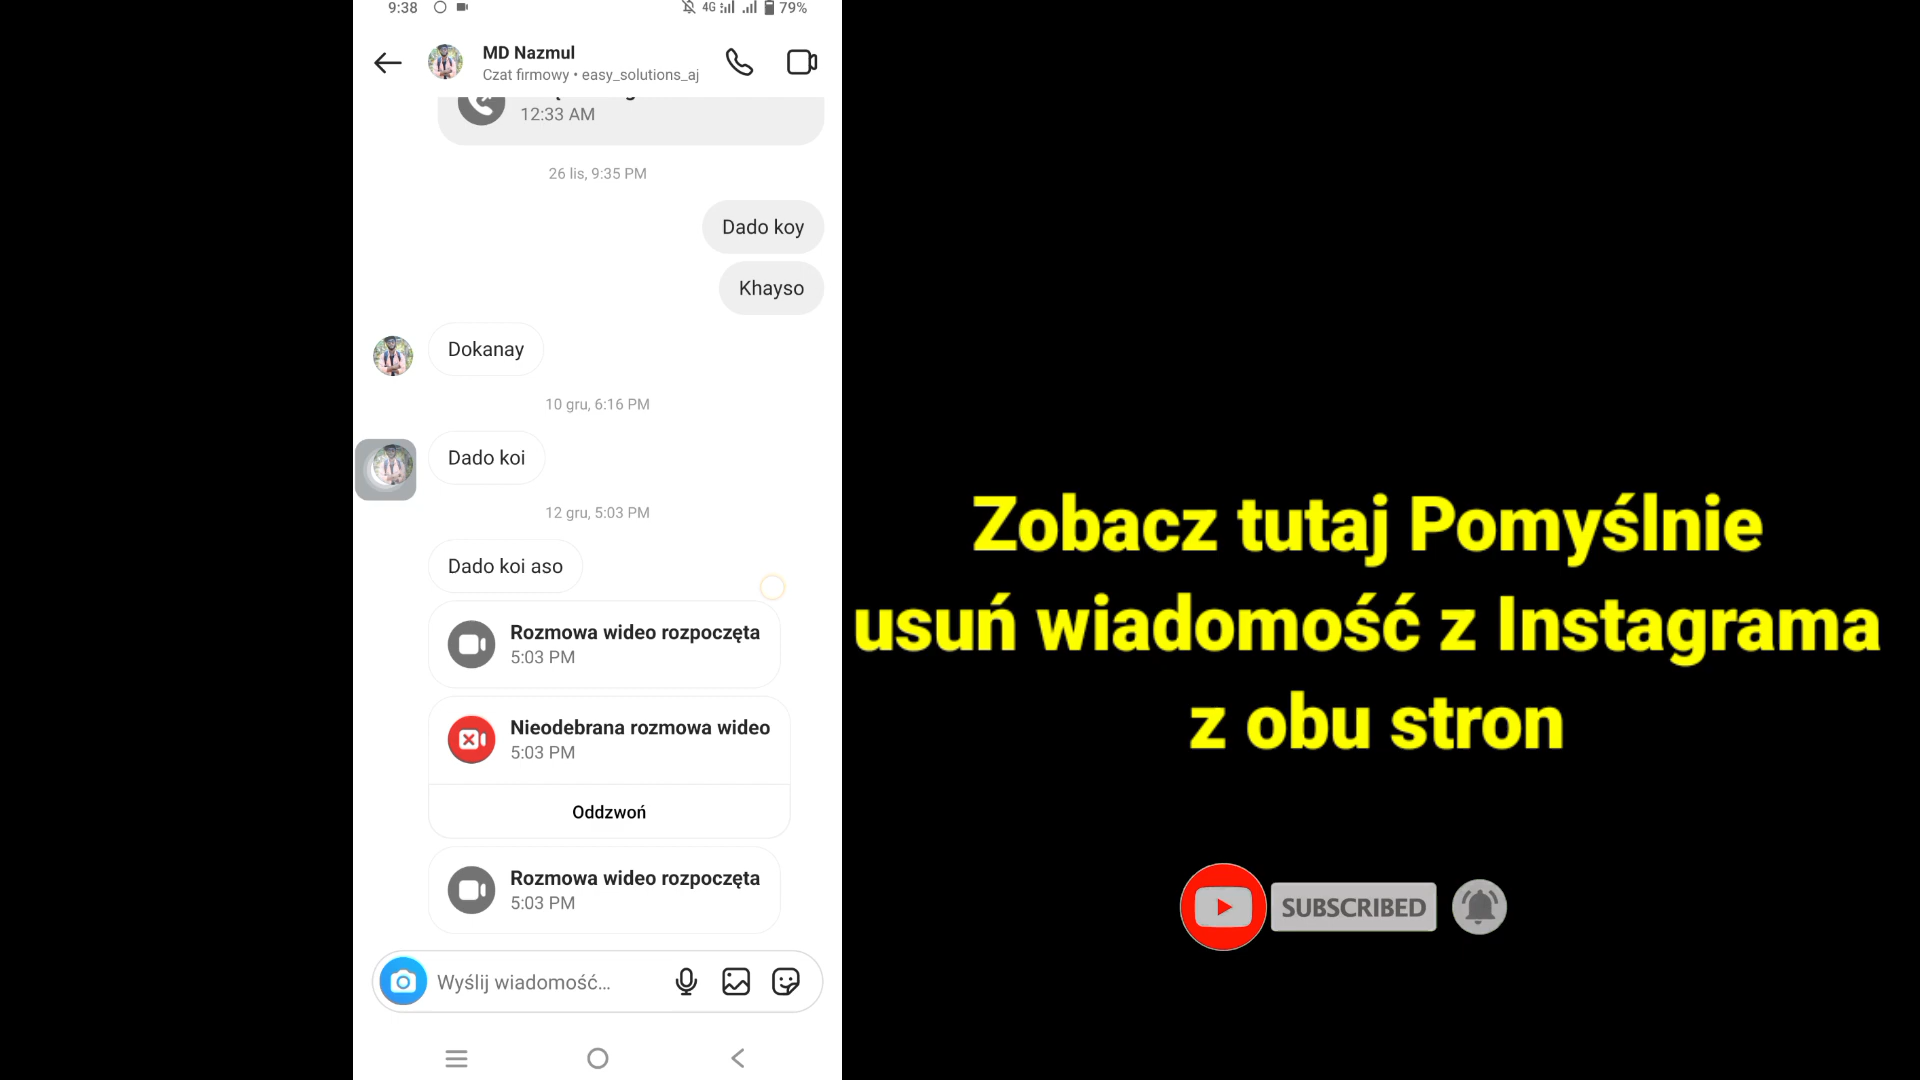 9:38
4G
79%
MD Nazmul
Czat firmowy • easy_solutions_aj
12:33 AM
26 lis, 9:35 PM
Dado koy
Khayso
Dokanay
10 gru, 6:16 PM
Dado koi
12 gru, 5:03 PM
Dado koi aso
Rozmowa wideo rozpoczęta
5:03 PM
Nieodebrana rozmowa wideo
5:03 PM
Oddzwoń
Rozmowa wideo rozpoczęta
5:03 PM
Wyślij wiadomość...
Zobacz tutaj Pomyślnie
usuń wiadomość z Instagrama
z obu stron
SUBSCRIBED